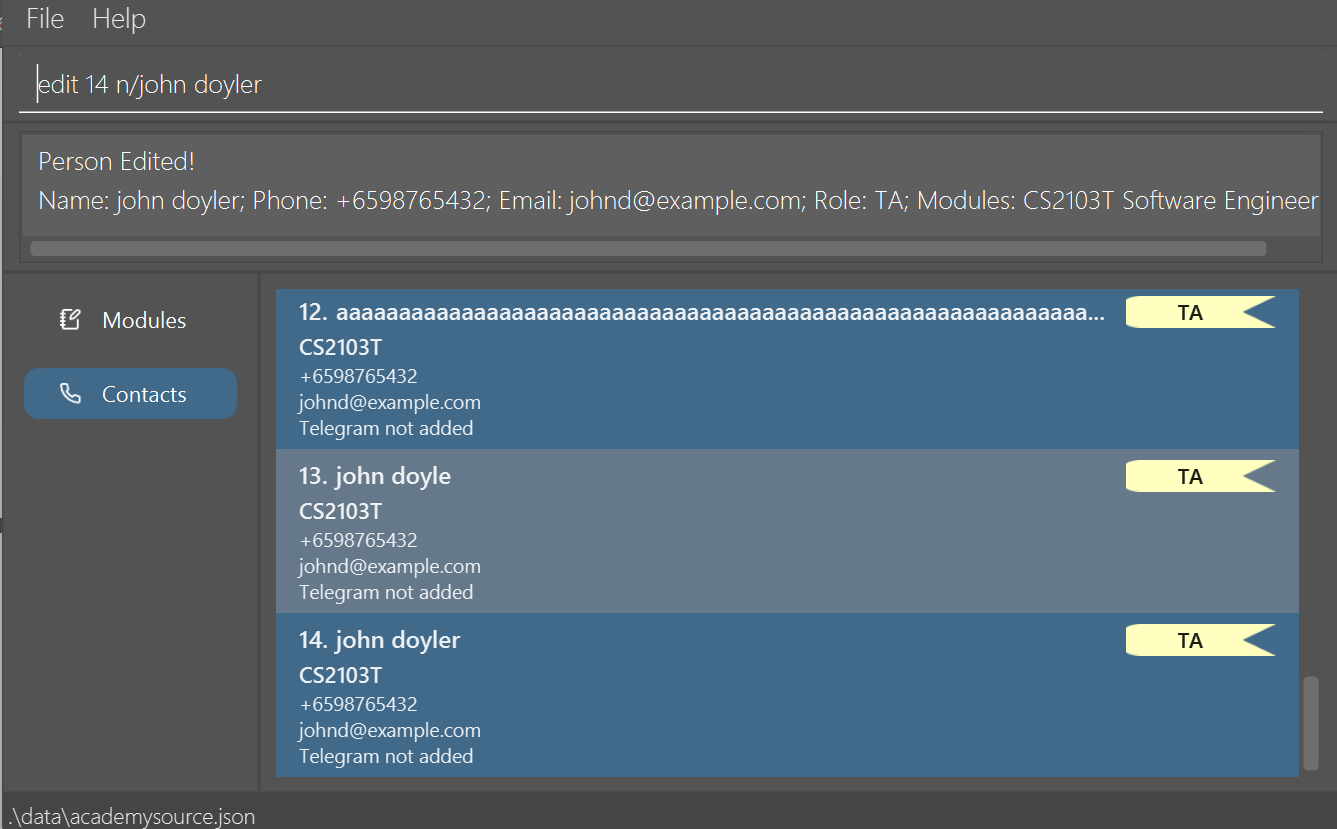 File Help
edit 14 n/john doyler
Person Edited!
Name: john doyler; Phone: +6598765432; Email: johnd@example.com; Role: TA; Modules: CS2103T Software Engineer
Modules
Contacts
12. aaaaaaaaaaaaaaaaaaaaaaaaaaaaaaaaaaaaaaaaaaaaaaaaaaaaaaaaaaaa... TA
CS2103T
+6598765432
johnd@example.com
Telegram not added
13. john doyle TA
CS2103T
+6598765432
johnd@example.com
Telegram not added
14. john doyler TA
CS2103T
+6598765432
johnd@example.com
Telegram not added
.\data\academysource.json